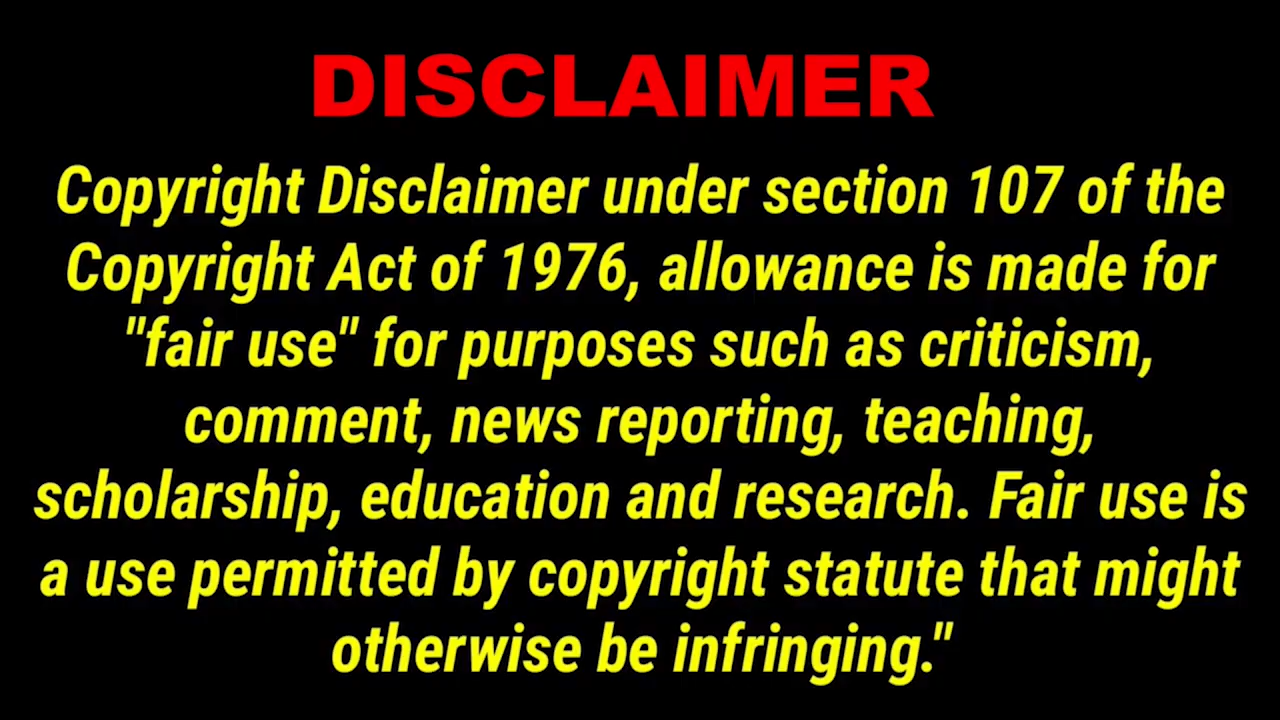 DISCLAIMER
Copyright Disclaimer under section 107 of the
Copyright Act of 1976, allowance is made for
"fair use" for purposes such as criticism,
comment, news reporting, teaching,
scholarship, education and research. Fair use is
a use permitted by copyright statute that might
otherwise be infringing."